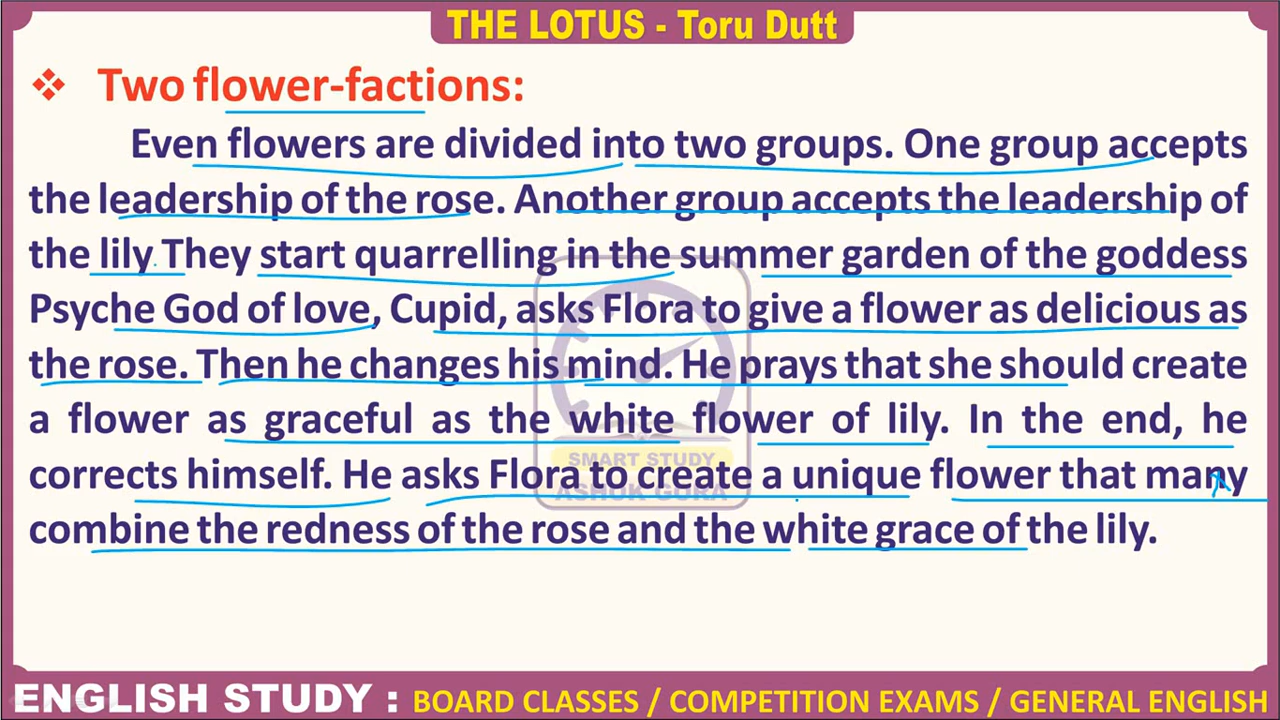 THE LOTUS - Toru Dutt
❖ Two flower-factions:
Even flowers are divided into two groups. One group accepts
the leadership of the rose. Another group accepts the leadership of
the lily. They start quarrelling in the summer garden of the goddess
Psyche God of love, Cupid, asks Flora to give a flower as delicious as
the rose. Then he changes his mind. He prays that she should create
a flower as graceful as the white flower of lily. In the end, he
corrects himself. He asks Flora to create a unique flower that many
combine the redness of the rose and the white grace of the lily.
SMART STUDY
ASHOK GORA
ENGLISH STUDY : BOARD CLASSES / COMPETITION EXAMS / GENERAL ENGLISH